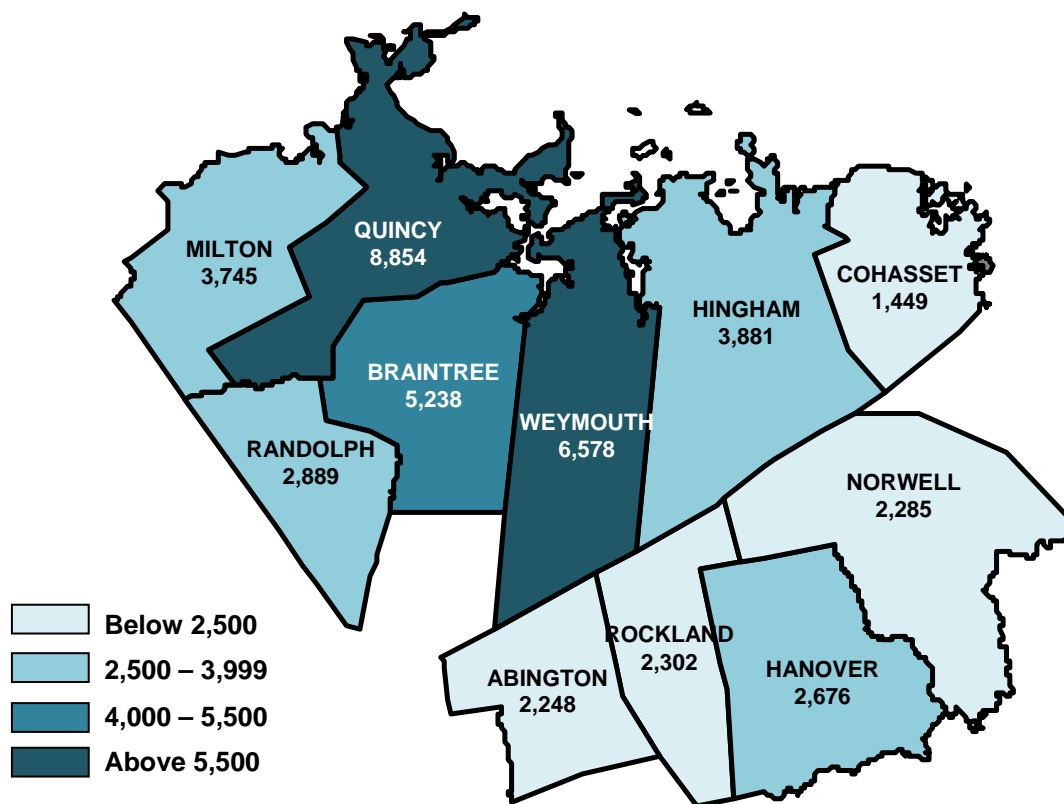 QUINCY
8,854
MILTON
3,745
COHASSET
1,449
HINGHAM
3,881
BRAINTREE
5,238
WEYMOUTH
6,578
RANDOLPH
2,889
NORWELL
2,285
ROCKLAND
2,302
HANOVER
2,676
ABINGTON
2,248
Below 2,500
2,500 – 3,999
4,000 – 5,500
Above 5,500